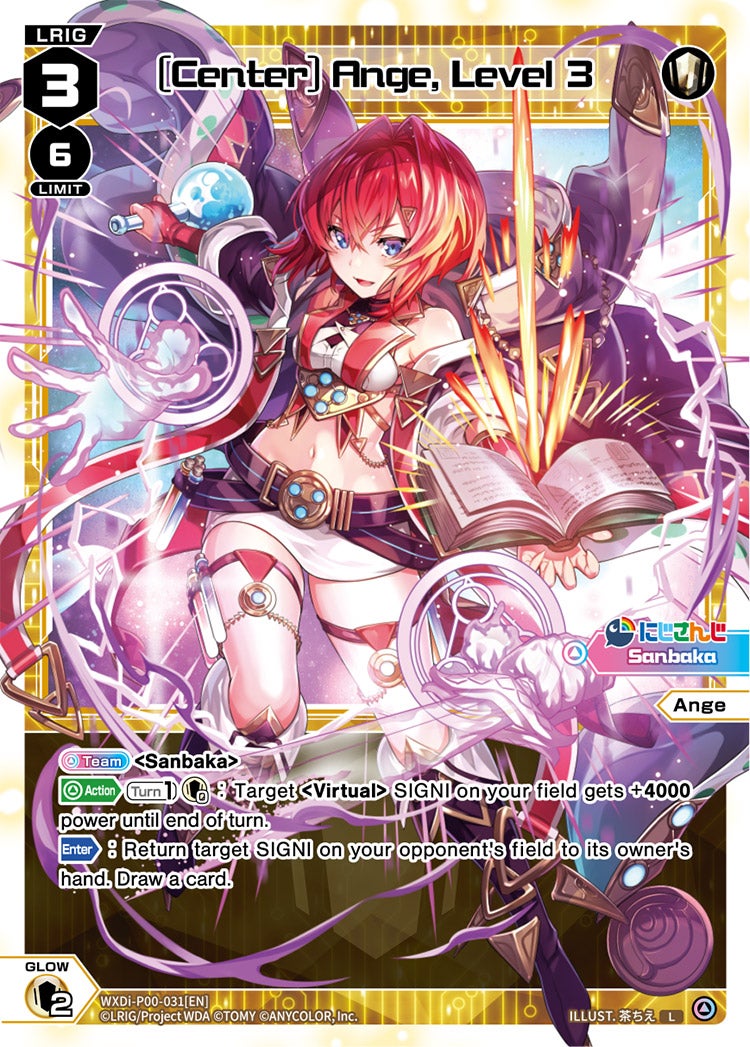 LRIG
3
[Center] Ange, Level 3
6
LIMIT
にじさんじ
Sanbaka
Ange
Team <Sanbaka>
Action Turn 1 0 : Target <Virtual> SIGNI on your field gets +4000
power until end of turn.
Enter : Return target SIGNI on your opponent's field to its owner's
hand. Draw a card.
GLOW
2
WXDi-P00-031[EN]
©LRIG/Project WDA ©TOMY ©ANYCOLOR, Inc.
ILLUST. 茶ちえ L